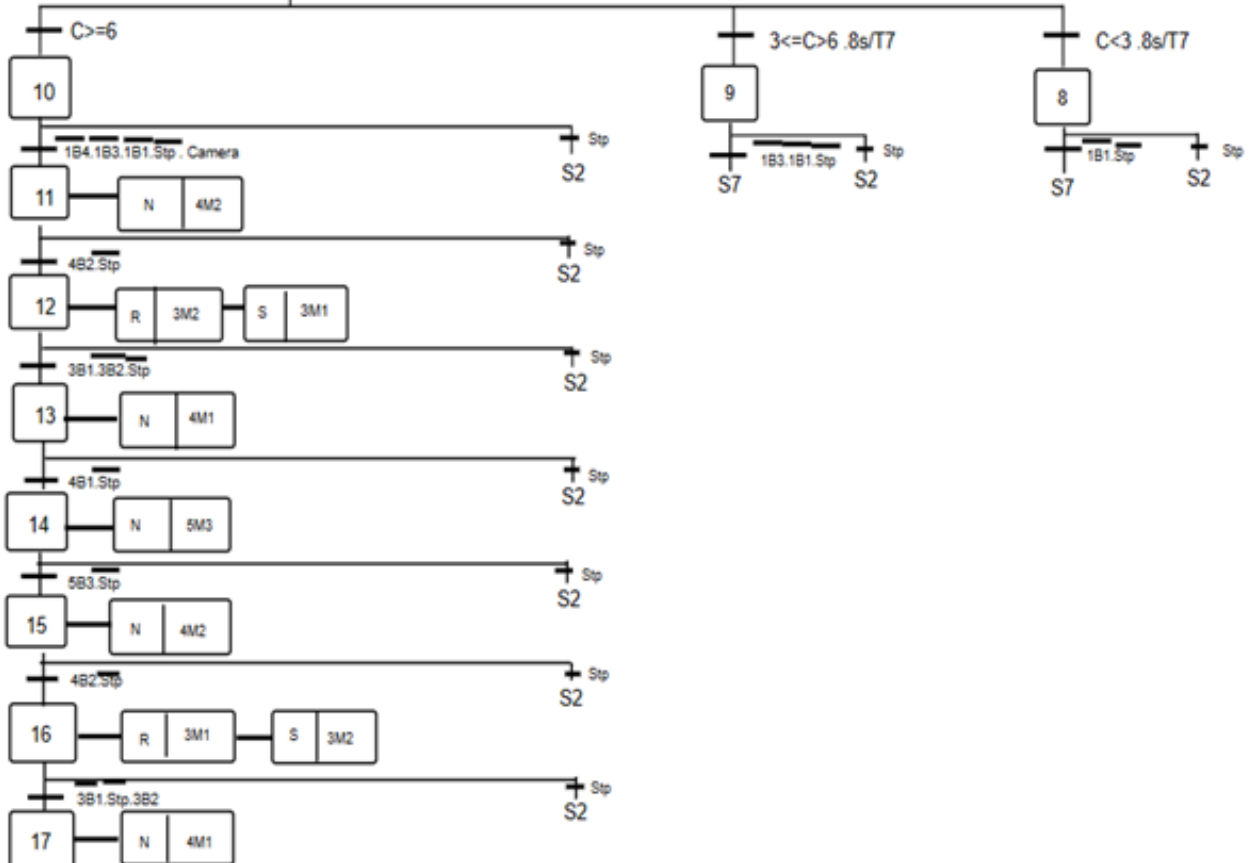 C>=6
3<=C>6 .8s/T7
C<3 .8s/T7
10
9
8
1B4.1B3.1B1.Stp . Camera
Stp
S2
1B3.1B1.Stp
Stp
S7
S2
1B1.Stp
Stp
S7
S2
11
N
4M2
4B2.Stp
Stp
S2
12
R
3M2
S
3M1
3B1.3B2.Stp
Stp
S2
13
N
4M1
4B1.Stp
Stp
S2
14
N
5M3
5B3.Stp
Stp
S2
15
N
4M2
4B2.Stp
Stp
S2
16
R
3M1
S
3M2
3B1.Stp.3B2
Stp
S2
17
N
4M1